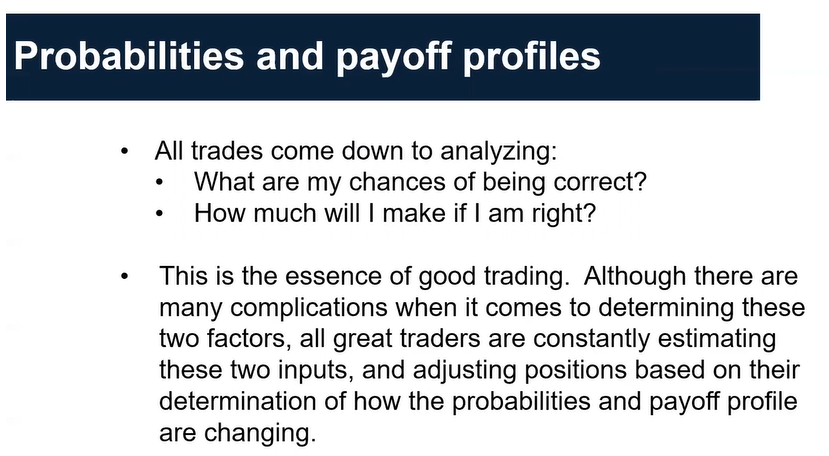 Probabilities and payoff profiles
• All trades come down to analyzing:
• What are my chances of being correct?
• How much will I make if I am right?
• This is the essence of good trading.  Although there are
many complications when it comes to determining these
two factors, all great traders are constantly estimating
these two inputs, and adjusting positions based on their
determination of how the probabilities and payoff profile
are changing.